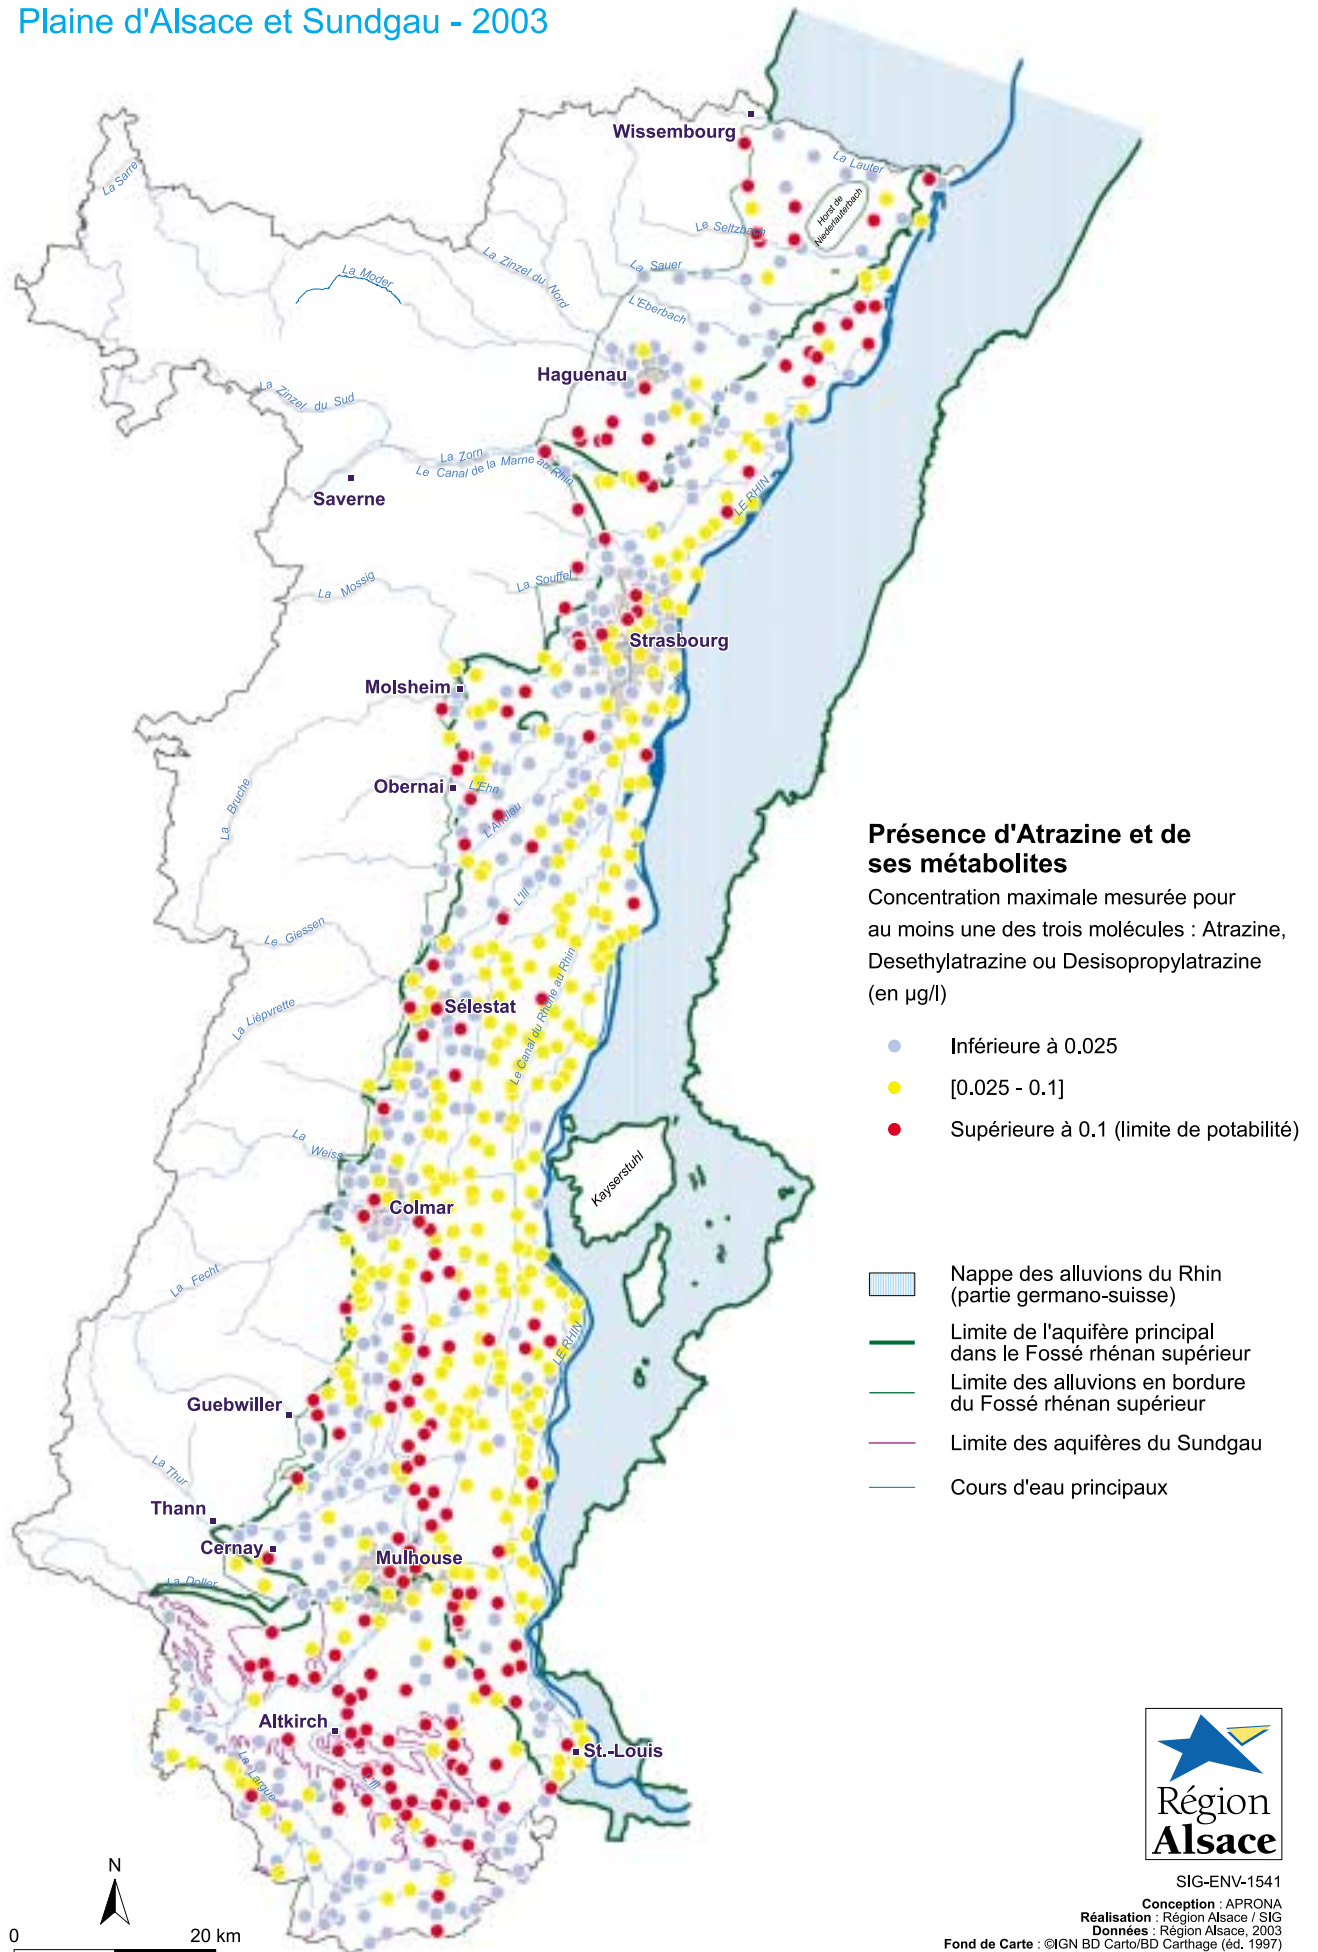 Plaine d'Alsace et Sundgau - 2003
Wissembourg
La Lauter
La Sarre
Horst de
Niederlauterbach
Le Seltzbach
La Zinzel du Nord
La Sauer
La Moder
L'Eberbach
Haguenau
La Zinzel du Sud
La Zorn
Le Canal de la Marne au Rhin
Saverne
LE RHIN
La Souffel
La Mossig
Strasbourg
Molsheim
Obernai
L'Ehn
La Bruche
L'Andlau
L'Ill
Le Giessen
Le Canal du Rhône au Rhin
Sélestat
La Liépvrette
La Weiss
Kayserstuhl
Colmar
La Fecht
LE RHIN
Guebwiller
La Thur
Thann
Cernay
Mulhouse
La Doller
Altkirch
St.-Louis
La Largue
L'Ill
Présence d'Atrazine et de
ses métabolites
Concentration maximale mesurée pour
au moins une des trois molécules : Atrazine,
Desethylatrazine ou Desisopropylatrazine
(en µg/l)
Inférieure à 0.025
[0.025 - 0.1]
Supérieure à 0.1 (limite de potabilité)
Nappe des alluvions du Rhin
(partie germano-suisse)
Limite de l'aquifère principal
dans le Fossé rhénan supérieur
Limite des alluvions en bordure
du Fossé rhénan supérieur
Limite des aquifères du Sundgau
Cours d'eau principaux
Région
Alsace
SIG-ENV-1541
Conception : APRONA
Réalisation : Région Alsace / SIG
Données : Région Alsace, 2003
Fond de Carte : ©IGN BD Carto/BD Carthage (éd. 1997)
N
0 20 km